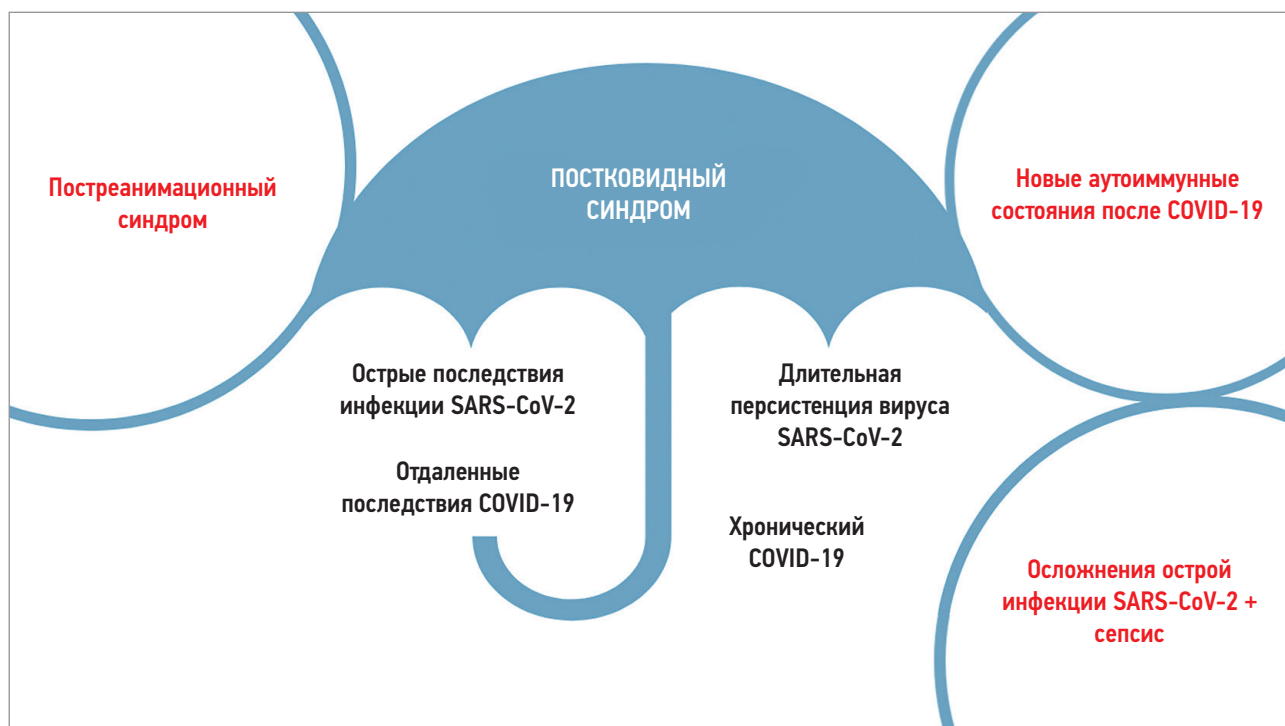 ПОСТКОВИДНЫЙ
СИНДРОМ
Постреанимационный
синдром
Новые аутоиммунные
состояния после COVID-19
Острые последствия
инфекции SARS-CoV-2
Длительная
персистенция вируса
SARS-CoV-2
Отдаленные
последствия COVID-19
Хронический
COVID-19
Осложнения острой
инфекции SARS-CoV-2 +
сепсис